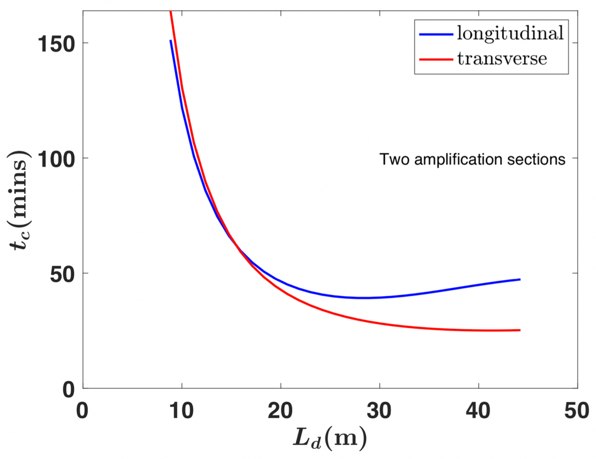 longitudinal
transverse
Two amplification sections
t_c(mins)
150
100
50
0
0 10 20 30 40 50
L_d(m)